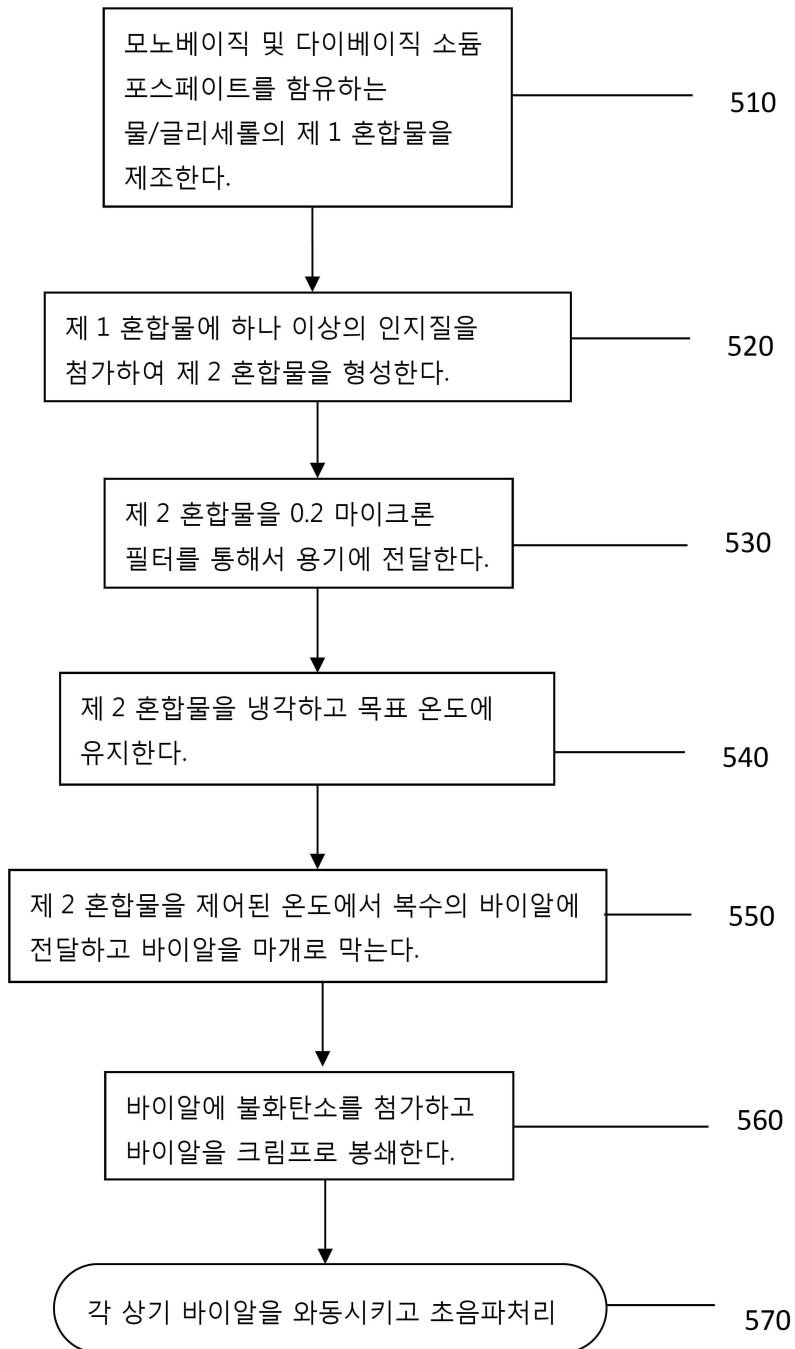 모노베이직 및 다이베이직 소듐
포스페이트를 함유하는
물/글리세롤의 제 1 혼합물을
제조한다.
510
제 1 혼합물에 하나 이상의 인지질을
첨가하여 제 2 혼합물을 형성한다.
520
제 2 혼합물을 0.2 마이크론
필터를 통해서 용기에 전달한다.
530
제 2 혼합물을 냉각하고 목표 온도에
유지한다.
540
제 2 혼합물을 제어된 온도에서 복수의 바이알에
전달하고 바이알을 마개로 막는다.
550
바이알에 불화탄소를 첨가하고
바이알을 크림프로 봉쇄한다.
560
각 상기 바이알을 와동시키고 초음파처리
570